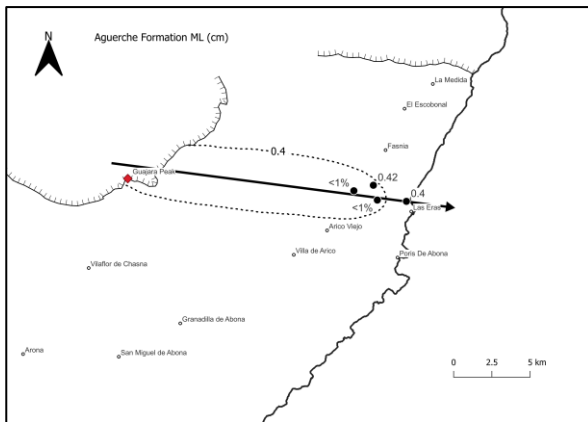 N
Aguerche Formation ML (cm)
La Medida
El Escobonal
Fasnia
0.4
Guajara Peak
<1%
0.42
0.4
<1%
Las Eras
Arico Viejo
Villa de Arico
Poris De Abona
Vilaflor de Chasna
Granadilla de Abona
Arona
San Miguel de Abona
0 2.5 5 km